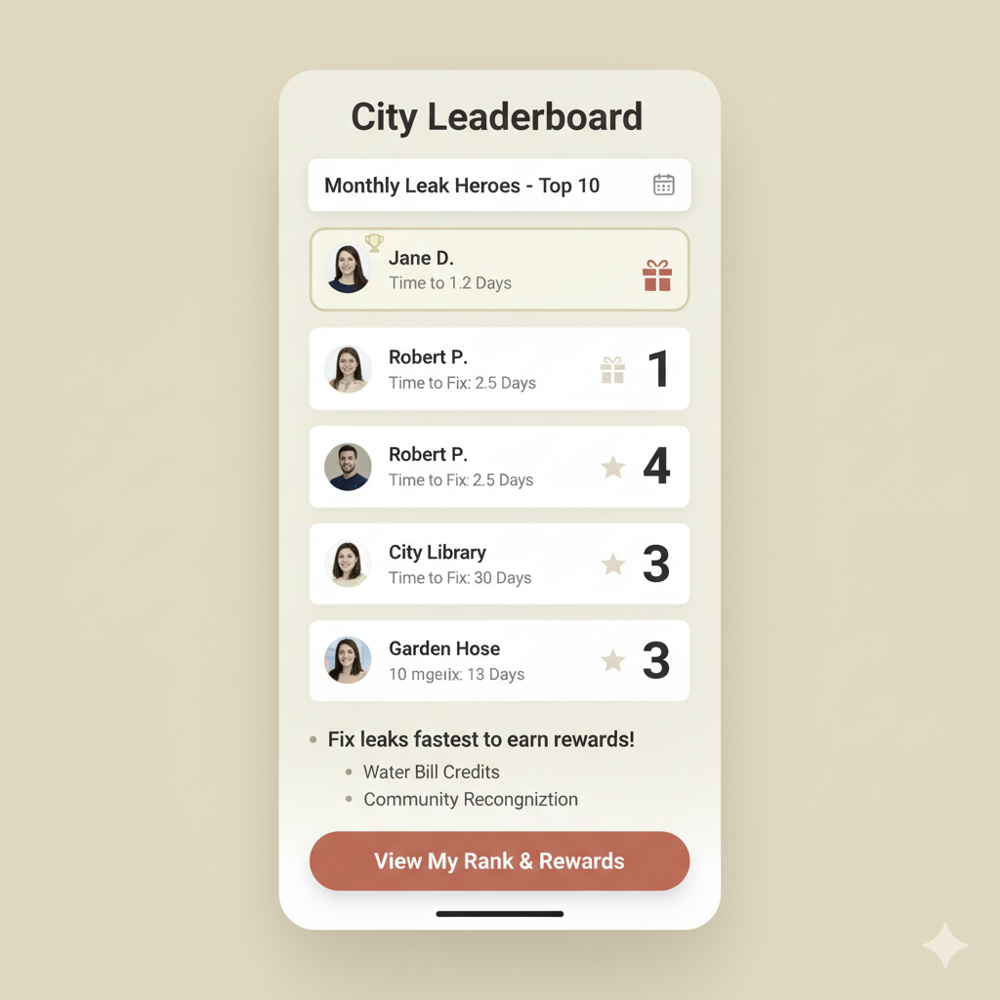 City Leaderboard
Monthly Leak Heroes - Top 10
Jane D.
Time to 1.2 Days
Robert P.
Time to Fix: 2.5 Days
1
Robert P.
Time to Fix: 2.5 Days
4
City Library
Time to Fix: 30 Days
3
Garden Hose
10 mgeıix: 13 Days
3
Fix leaks fastest to earn rewards!
Water Bill Credits
Community Recongniztion
View My Rank & Rewards